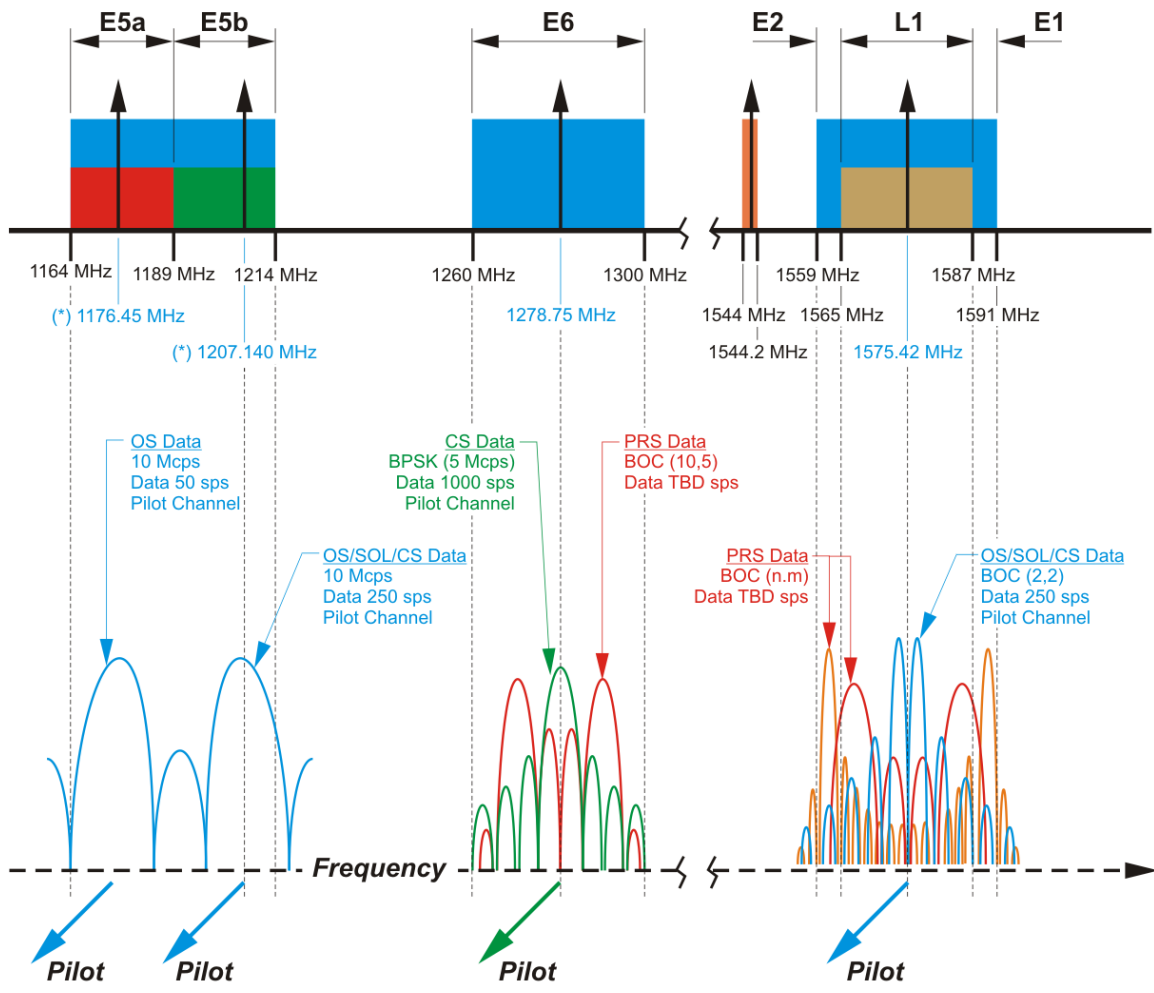 E5a E5b E6 E2 L1 E1
1164 MHz 1189 MHz 1214 MHz 1260 MHz 1300 MHz 1559 MHz 1587 MHz
(*) 1176.45 MHz 1278.75 MHz 1544 MHz 1565 MHz 1591 MHz
(*) 1207.140 MHz 1544.2 MHz 1575.42 MHz
OS Data
10 Mcps
Data 50 sps
Pilot Channel
CS Data
BPSK (5 Mcps)
Data 1000 sps
Pilot Channel
PRS Data
BOC (10,5)
Data TBD sps
OS/SOL/CS Data
10 Mcps
Data 250 sps
Pilot Channel
PRS Data
BOC (n.m)
Data TBD sps
OS/SOL/CS Data
BOC (2,2)
Data 250 sps
Pilot Channel
Frequency
Pilot Pilot Pilot Pilot